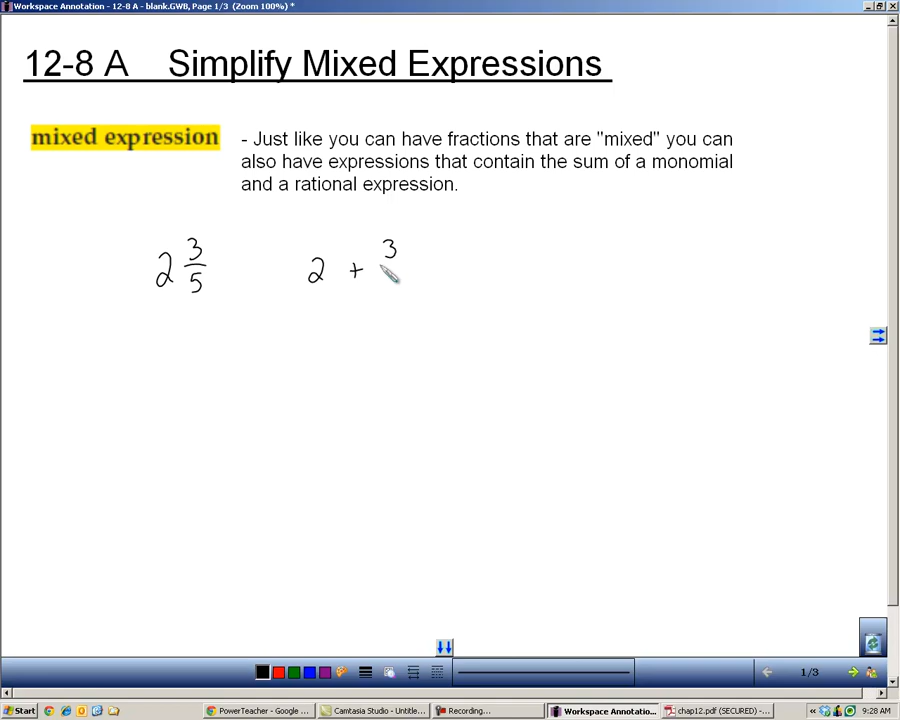 Workspace Annotation - 12-8 A - blank.GWB, Page 1/3 (Zoom 100%) *
12-8 A Simplify Mixed Expressions
mixed expression - Just like you can have fractions that are "mixed" you can
also have expressions that contain the sum of a monomial
and a rational expression.
2 3/5 2 + 3
1/3
Start PowerTeacher - Google ... Camtasia Studio - Untitle... Recording... Workspace Annotatio... chap12.pdf (SECURED) -... « 9:28 AM